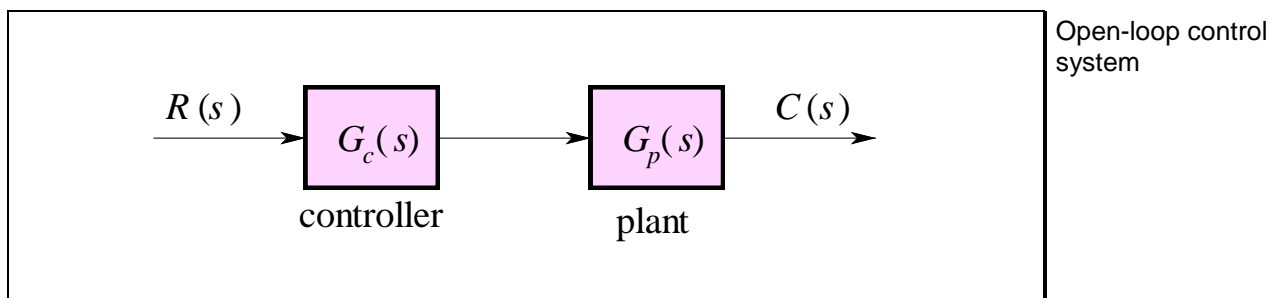 Open-loop control
system
R(s)
C(s)
G_c(s)
G_p(s)
controller
plant